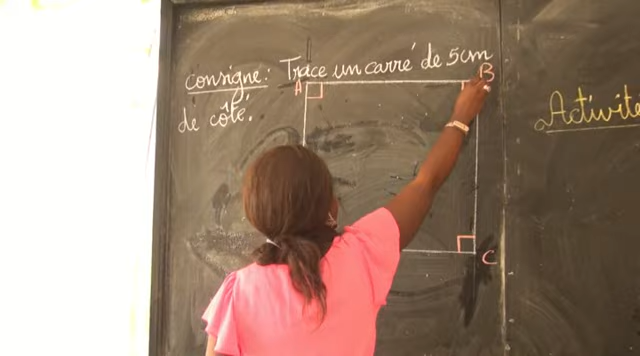 consigne: Trace un carré de 5cm
de côté.
A
B
C
Activité